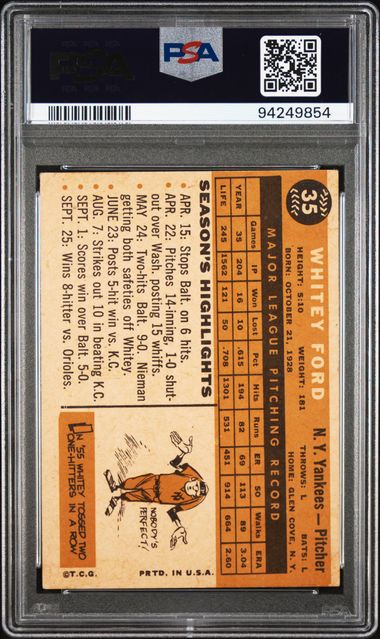 PSA
PSA
94249854
35
WHITEY FORD
N. Y. Yankees — Pitcher
HEIGHT: 5:10 WEIGHT: 181 THROWS: L BATS: L
BORN: OCTOBER 21, 1928 HOME: GLEN COVE, N. Y.
MAJOR LEAGUE PITCHING RECORD
Games IP Won Lost Pct Hits Runs ER SO Walks ERA
YEAR 35 204 16 10 .615 194 82 69 114 89 3.04
LIFE 245 1562 121 50 .708 1301 531 451 914 664 2.60
SEASON'S HIGHLIGHTS
• APR. 15: Stops Balt. on 6 hits.
• APR. 22: Pitches 14-inning, 1-0 shut-
out over Wash. posting 15 whiffs.
• MAY 24: Two-hits Balt. 9-0. Nieman
getting both safeties off Whitey.
• JUNE 23: Posts 5-hit win vs. K.C.
• AUG. 7: Strikes out 10 in beating K.C.
• SEPT. 1: Scores win over Balt. 5-0.
• SEPT. 25: Wins 8-hitter vs. Orioles.
NOBODY'S
PERFECT!
NY
IN '55 WHITEY TOSSED TWO
ONE-HITTERS IN A ROW.
©T.C.G. PRTD. IN U.S.A.